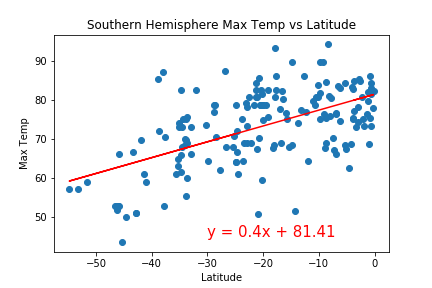 Southern Hemisphere Max Temp vs Latitude
Max Temp
90
80
70
60
50
y = 0.4x + 81.41
−50
−40
−30
−20
−10
0
Latitude